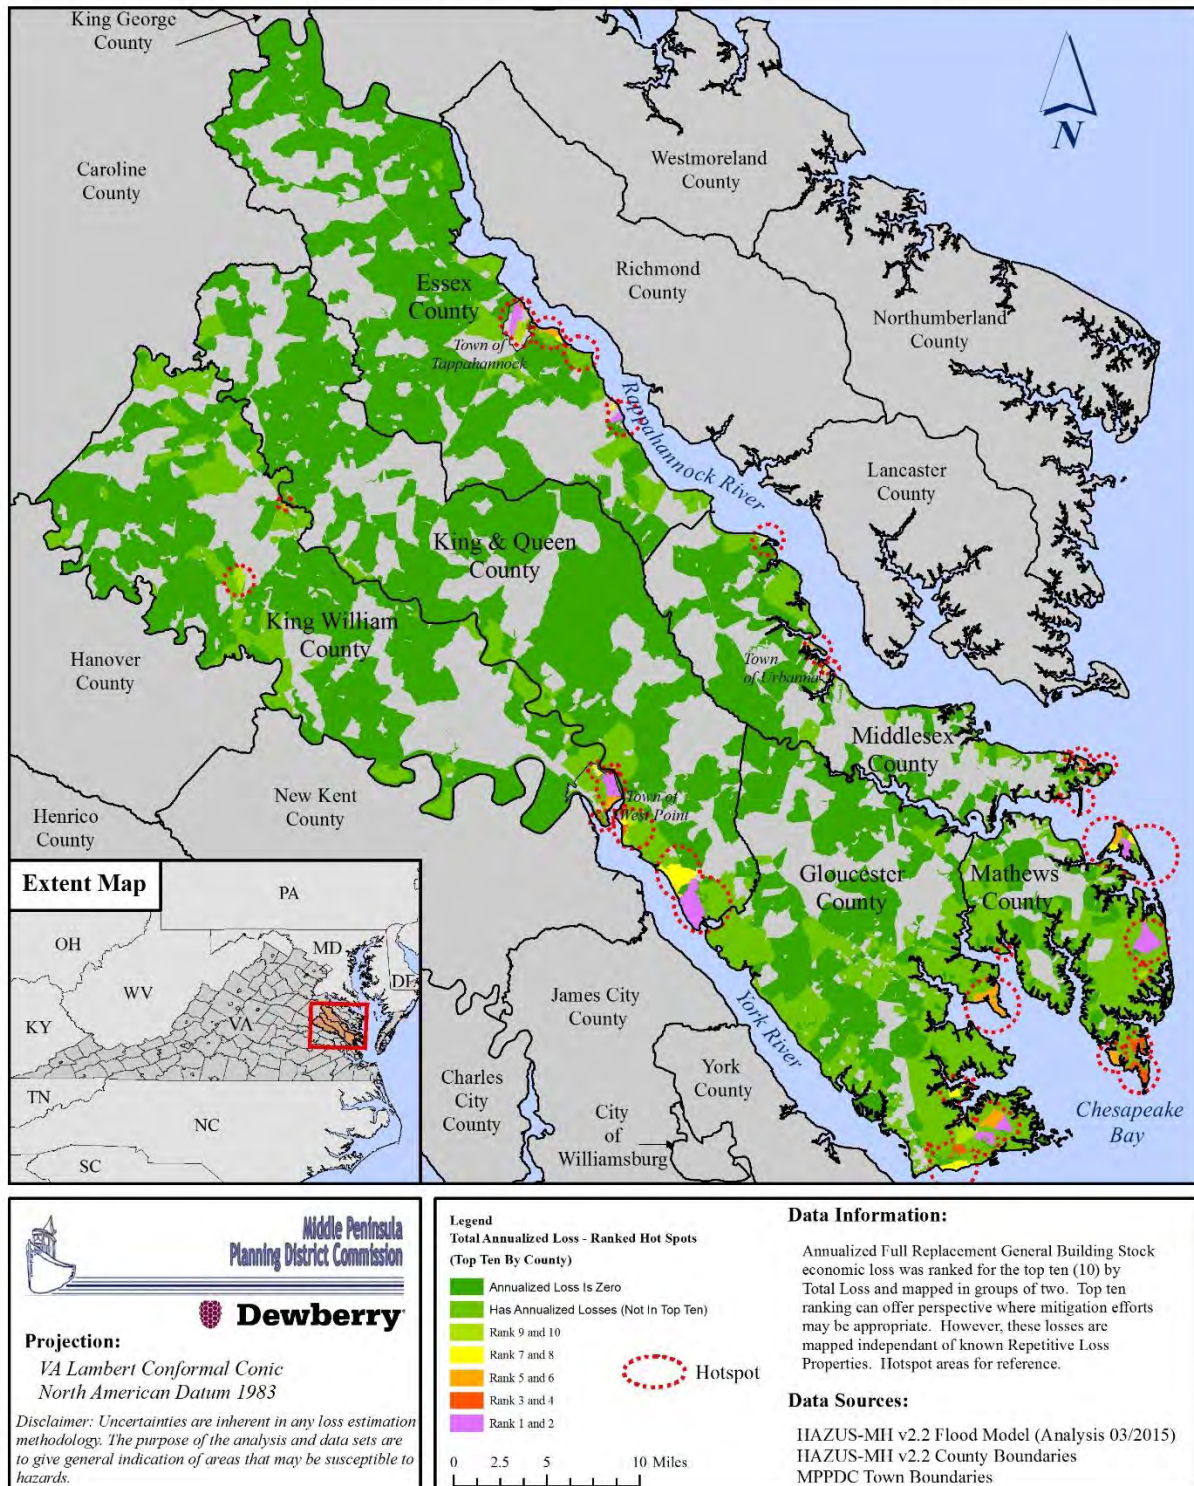 King George
County
Caroline
County
Westmoreland
County
Richmond
County
Northumberland
County
Essex
County
Town of
Tappahannock
Rappahannock River
Lancaster
County
King & Queen
County
King William
County
Hanover
County
Town
of Urbanna
Middlesex
County
New Kent
County
Henrico
County
Town of
West Point
Gloucester
County
Mathews
County
James City
County
York River
York
County
Charles
City
County
City
of
Williamsburg
Chesapeake
Bay
N
Extent Map
PA
OH
MD
DE
WV
KY
VA
TN
NC
SC
Middle Peninsula
Planning District Commission
Dewberry
Projection:
VA Lambert Conformal Conic
North American Datum 1983
Disclaimer: Uncertainties are inherent in any loss estimation
methodology. The purpose of the analysis and data sets are
to give general indication of areas that may be susceptible to
hazards.
Legend
Total Annualized Loss - Ranked Hot Spots
(Top Ten By County)
Annualized Loss Is Zero
Has Annualized Losses (Not In Top Ten)
Rank 9 and 10
Rank 7 and 8
Rank 5 and 6
Rank 3 and 4
Rank 1 and 2
Hotspot
0 2.5 5 10 Miles
Data Information:
Annualized Full Replacement General Building Stock
economic loss was ranked for the top ten (10) by
Total Loss and mapped in groups of two. Top ten
ranking can offer perspective where mitigation efforts
may be appropriate. However, these losses are
mapped independant of known Repetitive Loss
Properties. Hotspot areas for reference.
Data Sources:
HAZUS-MH v2.2 Flood Model (Analysis 03/2015)
HAZUS-MH v2.2 County Boundaries
MPPDC Town Boundaries